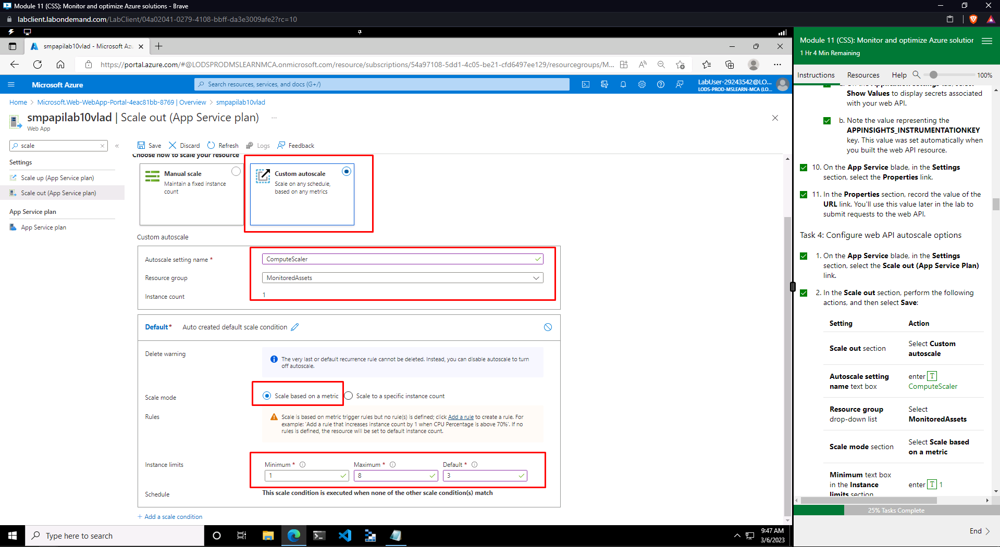 Module 11 (CSS): Monitor and optimize Azure solutions - Brave
labclient.labondemand.com/LabClient/04a02041-0279-4108-bbff-da3e3009afe2?rc=10
smpapilab10vlad - Microsoft Azu
https://portal.azure.com/#@LODSPRODMSLEARNMCA.onmicrosoft.com/resource/subscriptions/54a97108-5dd1-4c05-be21-cfd6497ee129/resourcegroups/M...
Microsoft Azure
Search resources, services, and docs (G+/)
LabUser-29243542@LO...
LODS-PROD-MSLEARN-MCA (LO...
Home > Microsoft.Web-WebApp-Portal-4eac81bb-8769 | Overview > smpapilab10vlad
smpapilab10vlad | Scale out (App Service plan) ...
Web App
scale
Settings
Scale up (App Service plan)
Scale out (App Service plan)
App Service plan
App Service plan
Save Discard Refresh Logs Feedback
Choose how to scale your resource
Manual scale
Maintain a fixed instance
count
Custom autoscale
Scale on any schedule,
based on any metrics
Custom autoscale
Autoscale setting name * ComputeScaler
Resource group MonitoredAssets
Instance count 1
Default* Auto created default scale condition
Delete warning
The very last or default recurrence rule cannot be deleted. Instead, you can disable autoscale to turn
off autoscale.
Scale mode Scale based on a metric Scale to a specific instance count
Rules
Scale is based on metric trigger rules but no rule(s) is defined; click Add a rule to create a rule. For
example: 'Add a rule that increases instance count by 1 when CPU Percentage is above 70%'. If no
rules is defined, the resource will be set to default instance count.
Instance limits
Minimum * Maximum * Default *
1 8 3
Schedule This scale condition is executed when none of the other scale condition(s) match
+ Add a scale condition
Type here to search
9:47 AM
3/6/2023
Module 11 (CSS): Monitor and optimize Azure solution
1 Hr 4 Min Remaining
Instructions Resources Help 100%
a. On the Application settings tab, select
Show Values to display secrets associated
with your web API.
b. Note the value representing the
APPINSIGHTS_INSTRUMENTATIONKEY
key. This value was set automatically when
you built the web API resource.
10. On the App Service blade, in the Settings
section, select the Properties link.
11. In the Properties section, record the value of the
URL link. You'll use this value later in the lab to
submit requests to the web API.
Task 4: Configure web API autoscale options
1. On the App Service blade, in the Settings
section, select the Scale out (App Service Plan)
link.
2. In the Scale out section, perform the following
actions, and then select Save:
Setting Action
Scale out section Select Custom
autoscale
Autoscale setting
name text box
enter T
ComputeScaler
Resource group
drop-down list
Select
MonitoredAssets
Scale mode section Select Scale based
on a metric
Minimum text box
in the Instance
limits section
enter T 1
25% Tasks Complete
End >